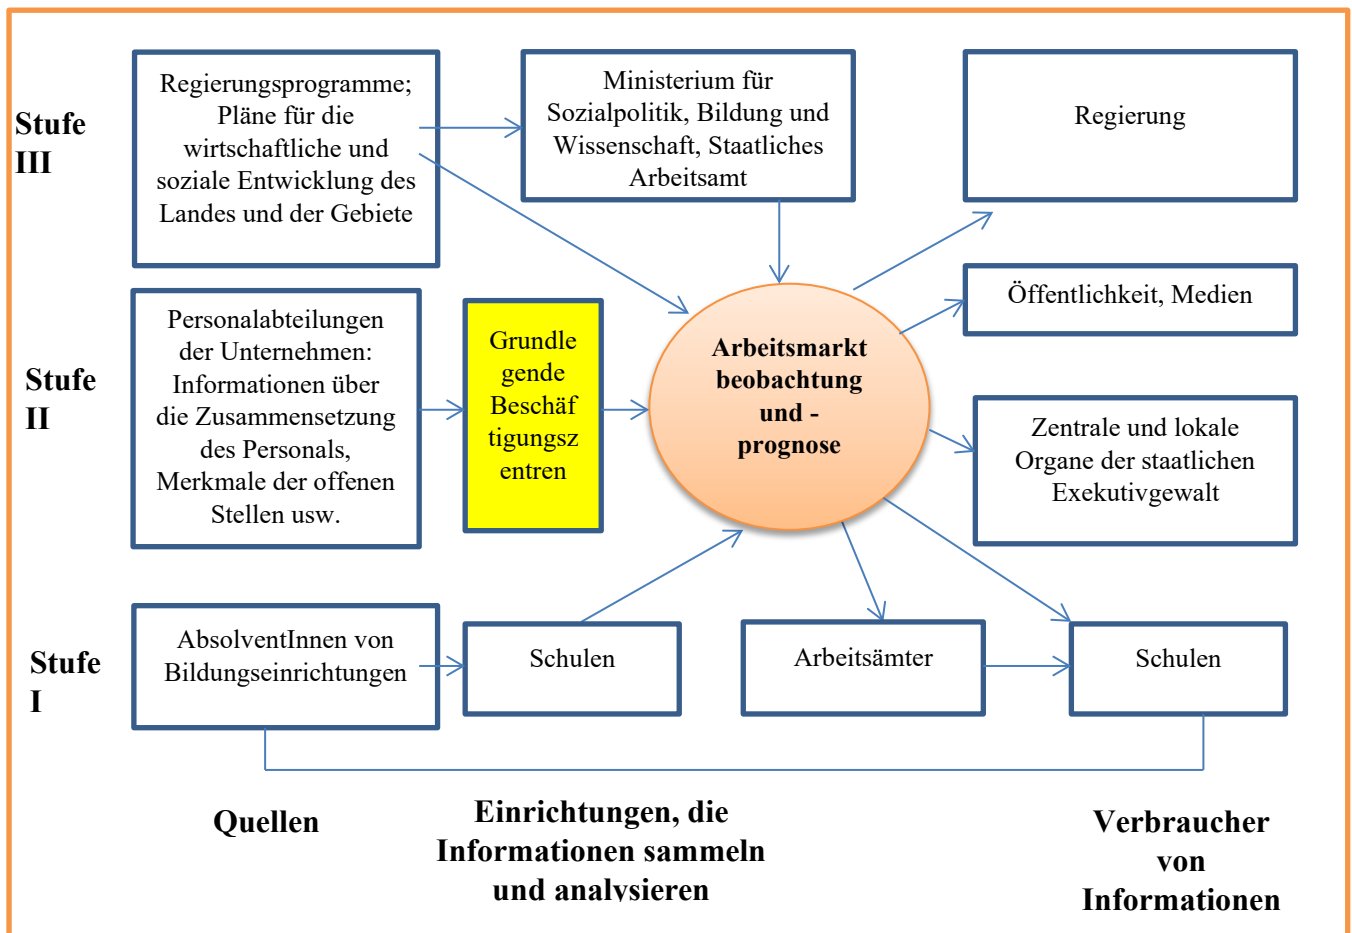 Stufe
III
Regierungsprogramme;
Pläne für die
wirtschaftliche und
soziale Entwicklung des
Landes und der Gebiete
Ministerium für
Sozialpolitik, Bildung und
Wissenschaft, Staatliches
Arbeitsamt
Regierung
Öffentlichkeit, Medien
Stufe
II
Personalabteilungen
der Unternehmen:
Informationen über
die Zusammensetzung
des Personals,
Merkmale der offenen
Stellen usw.
Grundle
gende
Beschäf
tigungsz
entren
Arbeitsmarkt
beobachtung
und -
prognose
Zentrale und lokale
Organe der staatlichen
Exekutivgewalt
Stufe
I
AbsolventInnen von
Bildungseinrichtungen
Schulen
Arbeitsämter
Schulen
Quellen
Einrichtungen, die
Informationen sammeln
und analysieren
Verbraucher
von
Informationen